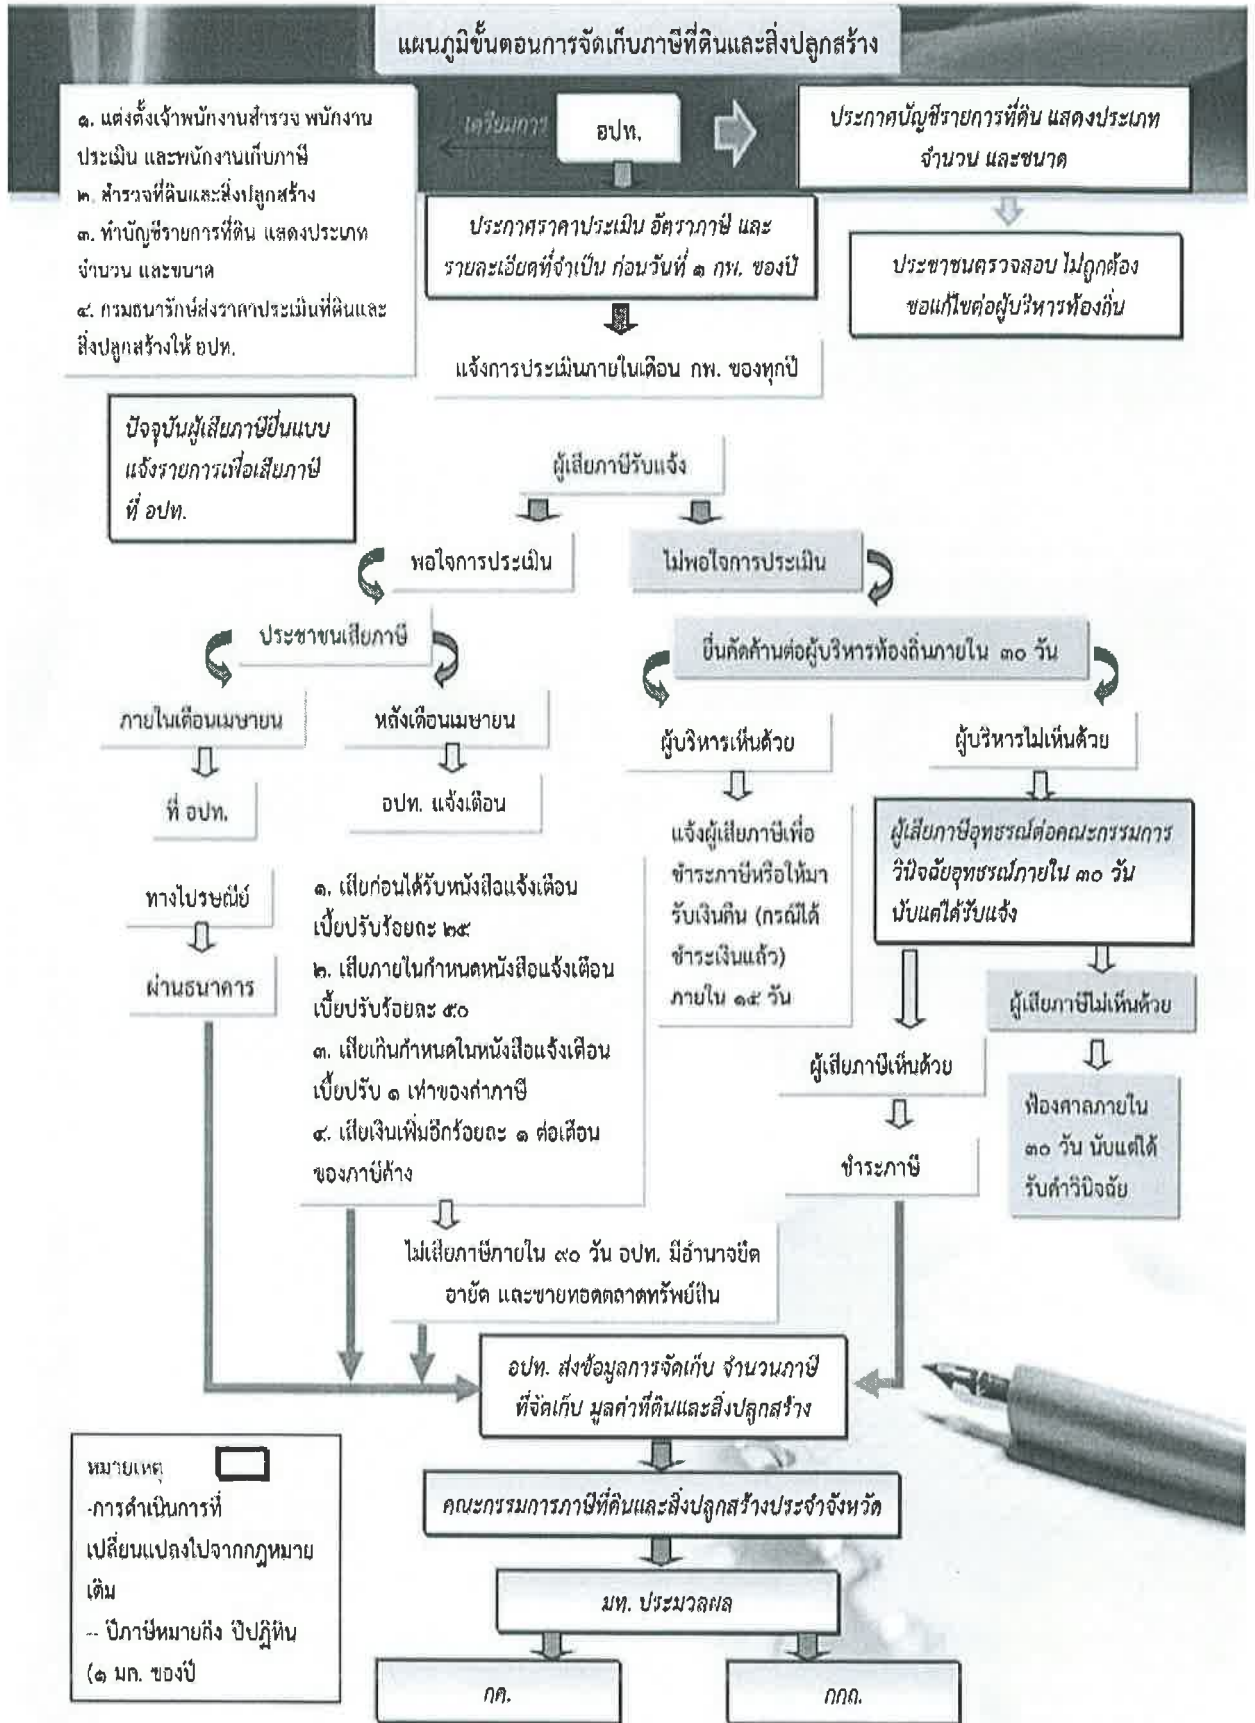 แผนภูมิขั้นตอนการจัดเก็บภาษีที่ดินและสิ่งปลูกสร้าง
๑. แต่งตั้งเจ้าพนักงานสำรวจ พนักงาน
ประเมิน และพนักงานเก็บภาษี
๒. สำรวจที่ดินและสิ่งปลูกสร้าง
๓. ทำบัญชีรายการที่ดิน แสดงประเภท
จำนวน และขนาด
๔. กรมธนารักษ์ส่งราคาประเมินที่ดินและ
สิ่งปลูกสร้างให้ อปท.
เตรียมการ
อปท.
ประกาศบัญชีรายการที่ดิน แสดงประเภท
จำนวน และขนาด
ประกาศราคาประเมิน อัตราภาษี และ
รายละเอียดที่จำเป็น ก่อนวันที่ ๑ กพ. ของปี
ประชาชนตรวจสอบ ไม่ถูกต้อง
ขอแก้ไขต่อผู้บริหารท้องถิ่น
แจ้งการประเมินภายในเดือน กพ. ของทุกปี
ปัจจุบันผู้เสียภาษียื่นแบบ
แจ้งรายการเพื่อเสียภาษี
ที่ อปท.
ผู้เสียภาษีรับแจ้ง
พอใจการประเมิน
ไม่พอใจการประเมิน
ประชาชนเสียภาษี
ยื่นคัดค้านต่อผู้บริหารท้องถิ่นภายใน ๓๐ วัน
ภายในเดือนเมษายน
หลังเดือนเมษายน
ผู้บริหารเห็นด้วย
ผู้บริหารไม่เห็นด้วย
ที่ อปท.
อปท. แจ้งเตือน
ทางไปรษณีย์
ผ่านธนาคาร
๑. เสียก่อนได้รับหนังสือแจ้งเตือน
เบี้ยปรับร้อยละ ๒๕
๒. เสียภายในกำหนดหนังสือแจ้งเตือน
เบี้ยปรับร้อยละ ๕๐
๓. เสียเกินกำหนดในหนังสือแจ้งเตือน
เบี้ยปรับ ๑ เท่าของค่าภาษี
๔. เสียเงินเพิ่มอีกร้อยละ ๑ ต่อเดือน
ของภาษีค้าง
แจ้งผู้เสียภาษีเพื่อ
ชำระภาษีหรือให้มา
รับเงินคืน (กรณีได้
ชำระเงินแล้ว)
ภายใน ๑๕ วัน
ผู้เสียภาษีอุทธรณ์ต่อคณะกรรมการ
วินิจฉัยอุทธรณ์ภายใน ๓๐ วัน
นับแต่ได้รับแจ้ง
ผู้เสียภาษีไม่เห็นด้วย
ผู้เสียภาษีเห็นด้วย
ฟ้องศาลภายใน
๓๐ วัน นับแต่ได้
รับคำวินิจฉัย
ชำระภาษี
ไม่เสียภาษีภายใน ๙๐ วัน อปท. มีอำนาจยึด
อายัด และขายทอดตลาดทรัพย์สิน
อปท. ส่งข้อมูลการจัดเก็บ จำนวนภาษี
ที่จัดเก็บ มูลค่าที่ดินและสิ่งปลูกสร้าง
หมายเหตุ
-การดำเนินการที่
เปลี่ยนแปลงไปจากกฎหมาย
เดิม
-- ปีภาษีหมายถึง ปีปฏิทิน
(๑ มค. ของปี
คณะกรรมการภาษีที่ดินและสิ่งปลูกสร้างประจำจังหวัด
มท. ประมวลผล
กค.
กกถ.